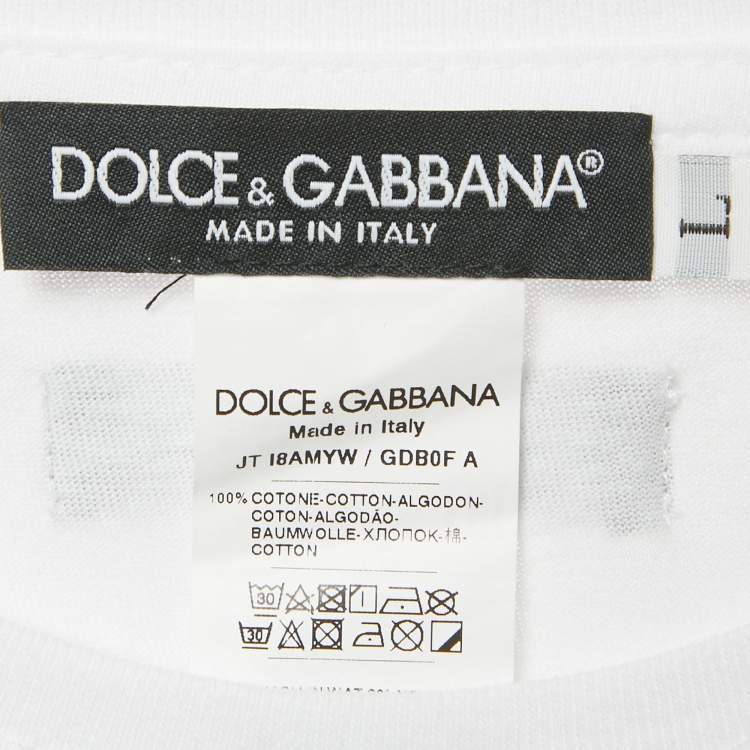 DOLCE & GABBANA®
MADE IN ITALY
L
DOLCE & GABBANA
Made in Italy
JT I8AMYW / GDB0F A
100% COTONE-COTTON-ALGODON-
COTON-ALGODÃO-
BAUMWOLLE-ХЛОПОК-棉-
COTTON
30
30